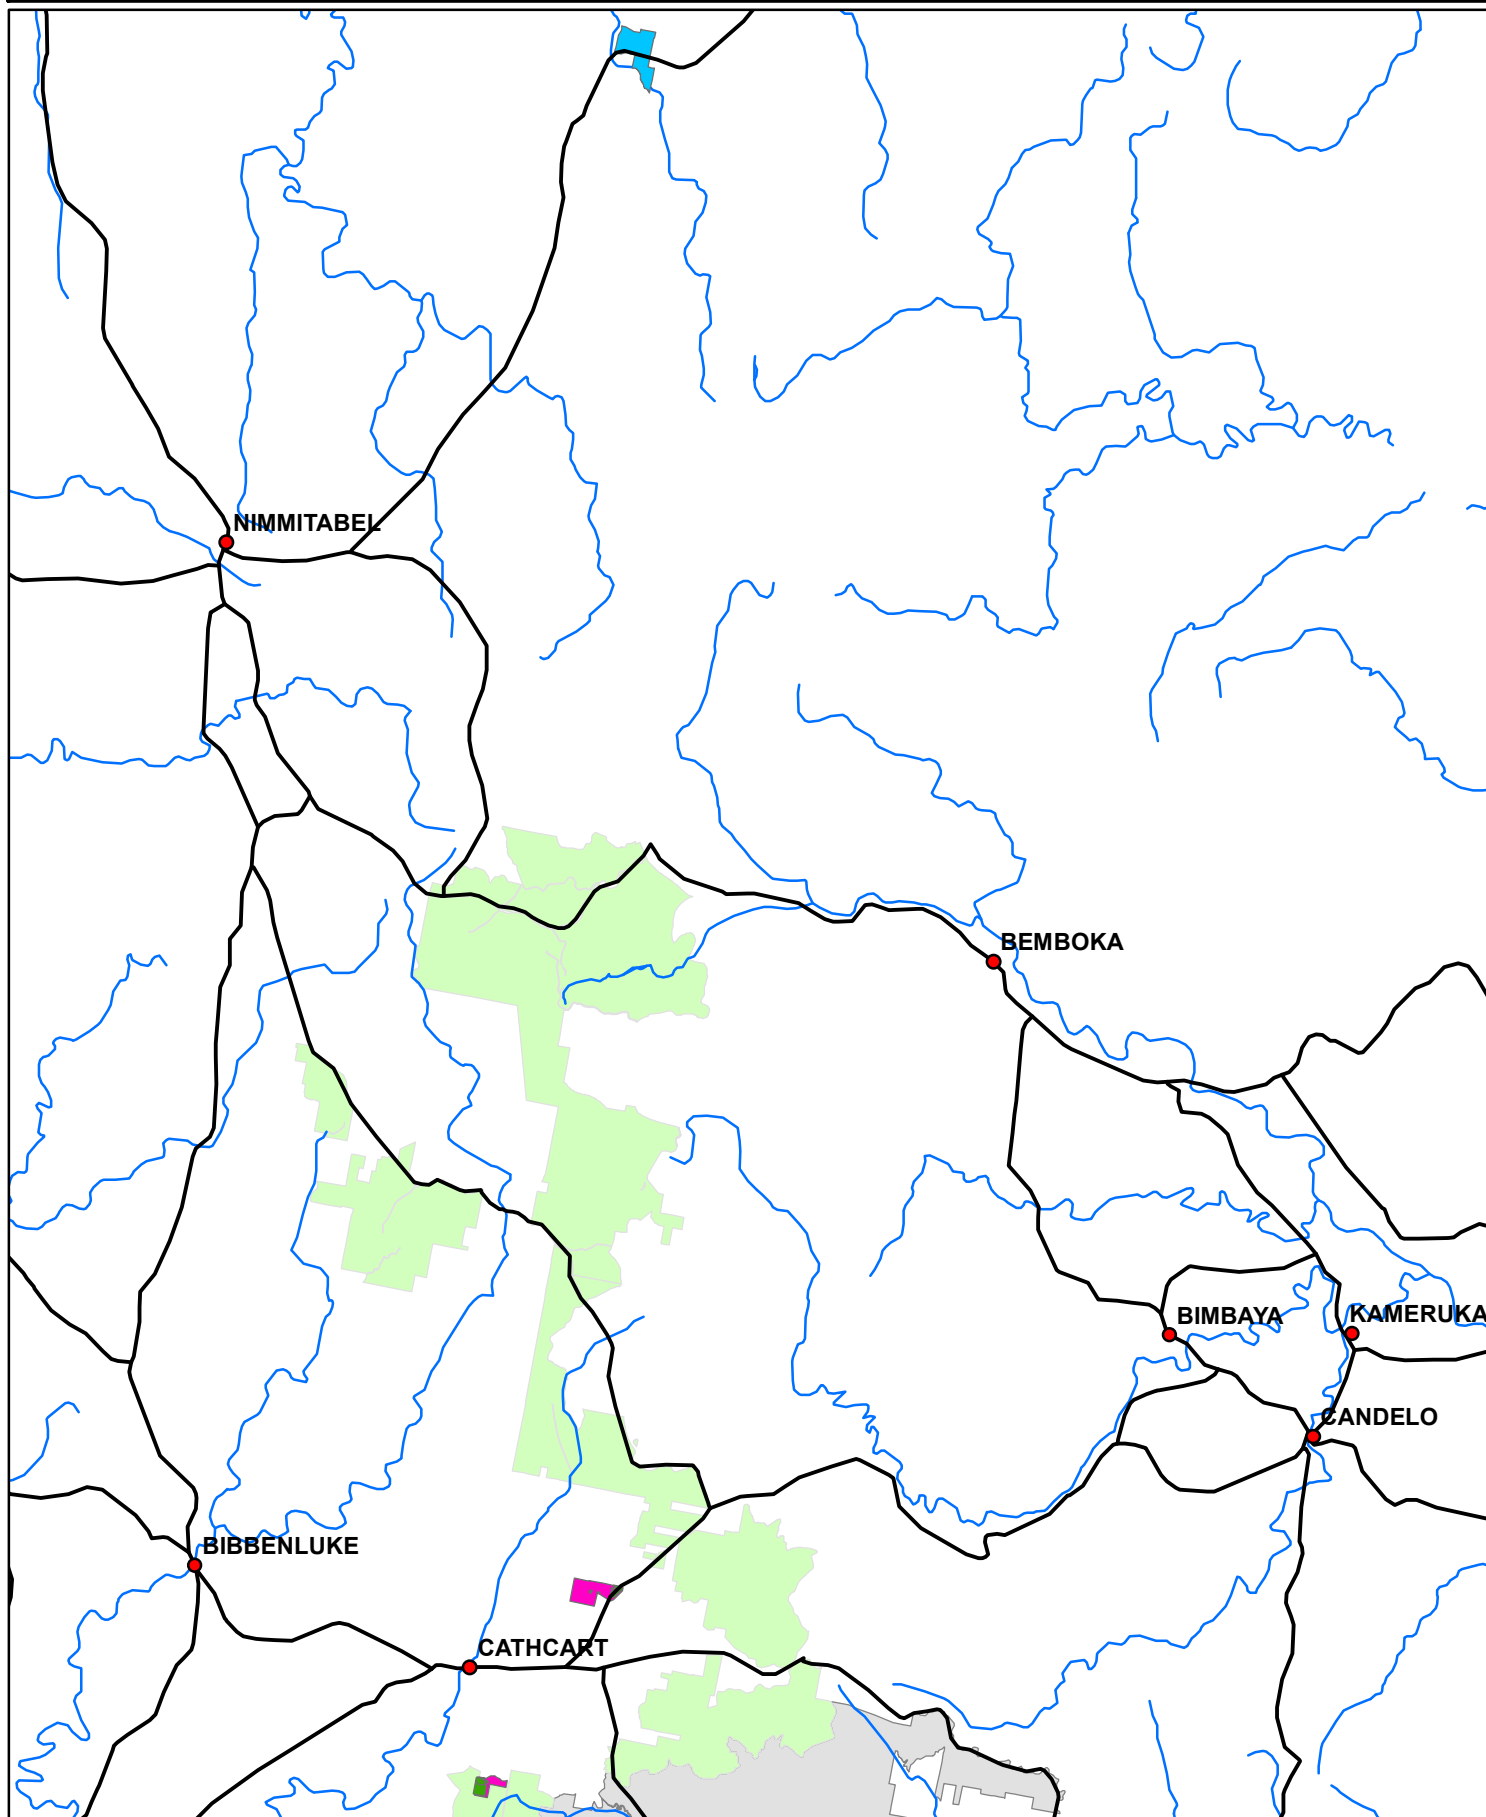 NIMMITABEL
BEMBOKA
BIMBAYA
KAMERUKA
CANDELO
BIBBENLUKE
CATHCART